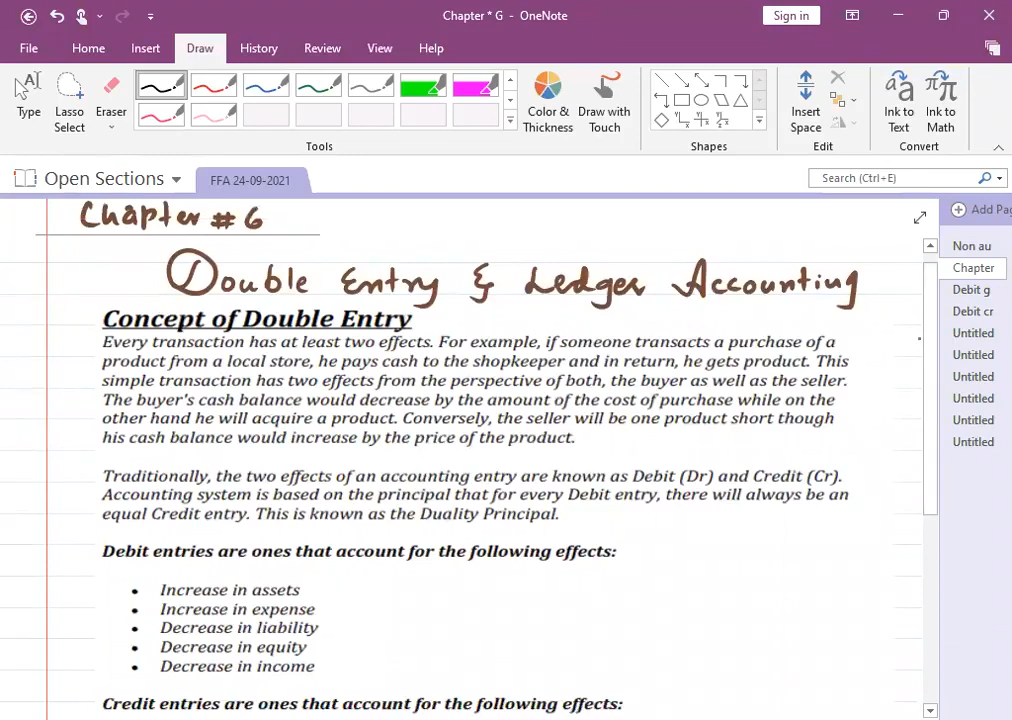 Chapter * G - OneNote
Sign in
File Home Insert Draw History Review View Help
Type
Lasso Select
Eraser
Color & Thickness
Draw with Touch
Insert Space
Ink to Text
Ink to Math
Tools
Shapes
Edit
Convert
Open Sections
FFA 24-09-2021
Search (Ctrl+E)
Add Pag
Non au
Chapter
Debit g
Debit cr
Untitled
Untitled
Untitled
Untitled
Untitled
Untitled
Chapter # 6
Double Entry & Ledger Accounting
Concept of Double Entry
Every transaction has at least two effects. For example, if someone transacts a purchase of a
product from a local store, he pays cash to the shopkeeper and in return, he gets product. This
simple transaction has two effects from the perspective of both, the buyer as well as the seller.
The buyer's cash balance would decrease by the amount of the cost of purchase while on the
other hand he will acquire a product. Conversely, the seller will be one product short though
his cash balance would increase by the price of the product.
Traditionally, the two effects of an accounting entry are known as Debit (Dr) and Credit (Cr).
Accounting system is based on the principal that for every Debit entry, there will always be an
equal Credit entry. This is known as the Duality Principal.
Debit entries are ones that account for the following effects:
• Increase in assets
• Increase in expense
• Decrease in liability
• Decrease in equity
• Decrease in income
Credit entries are ones that account for the following effects: